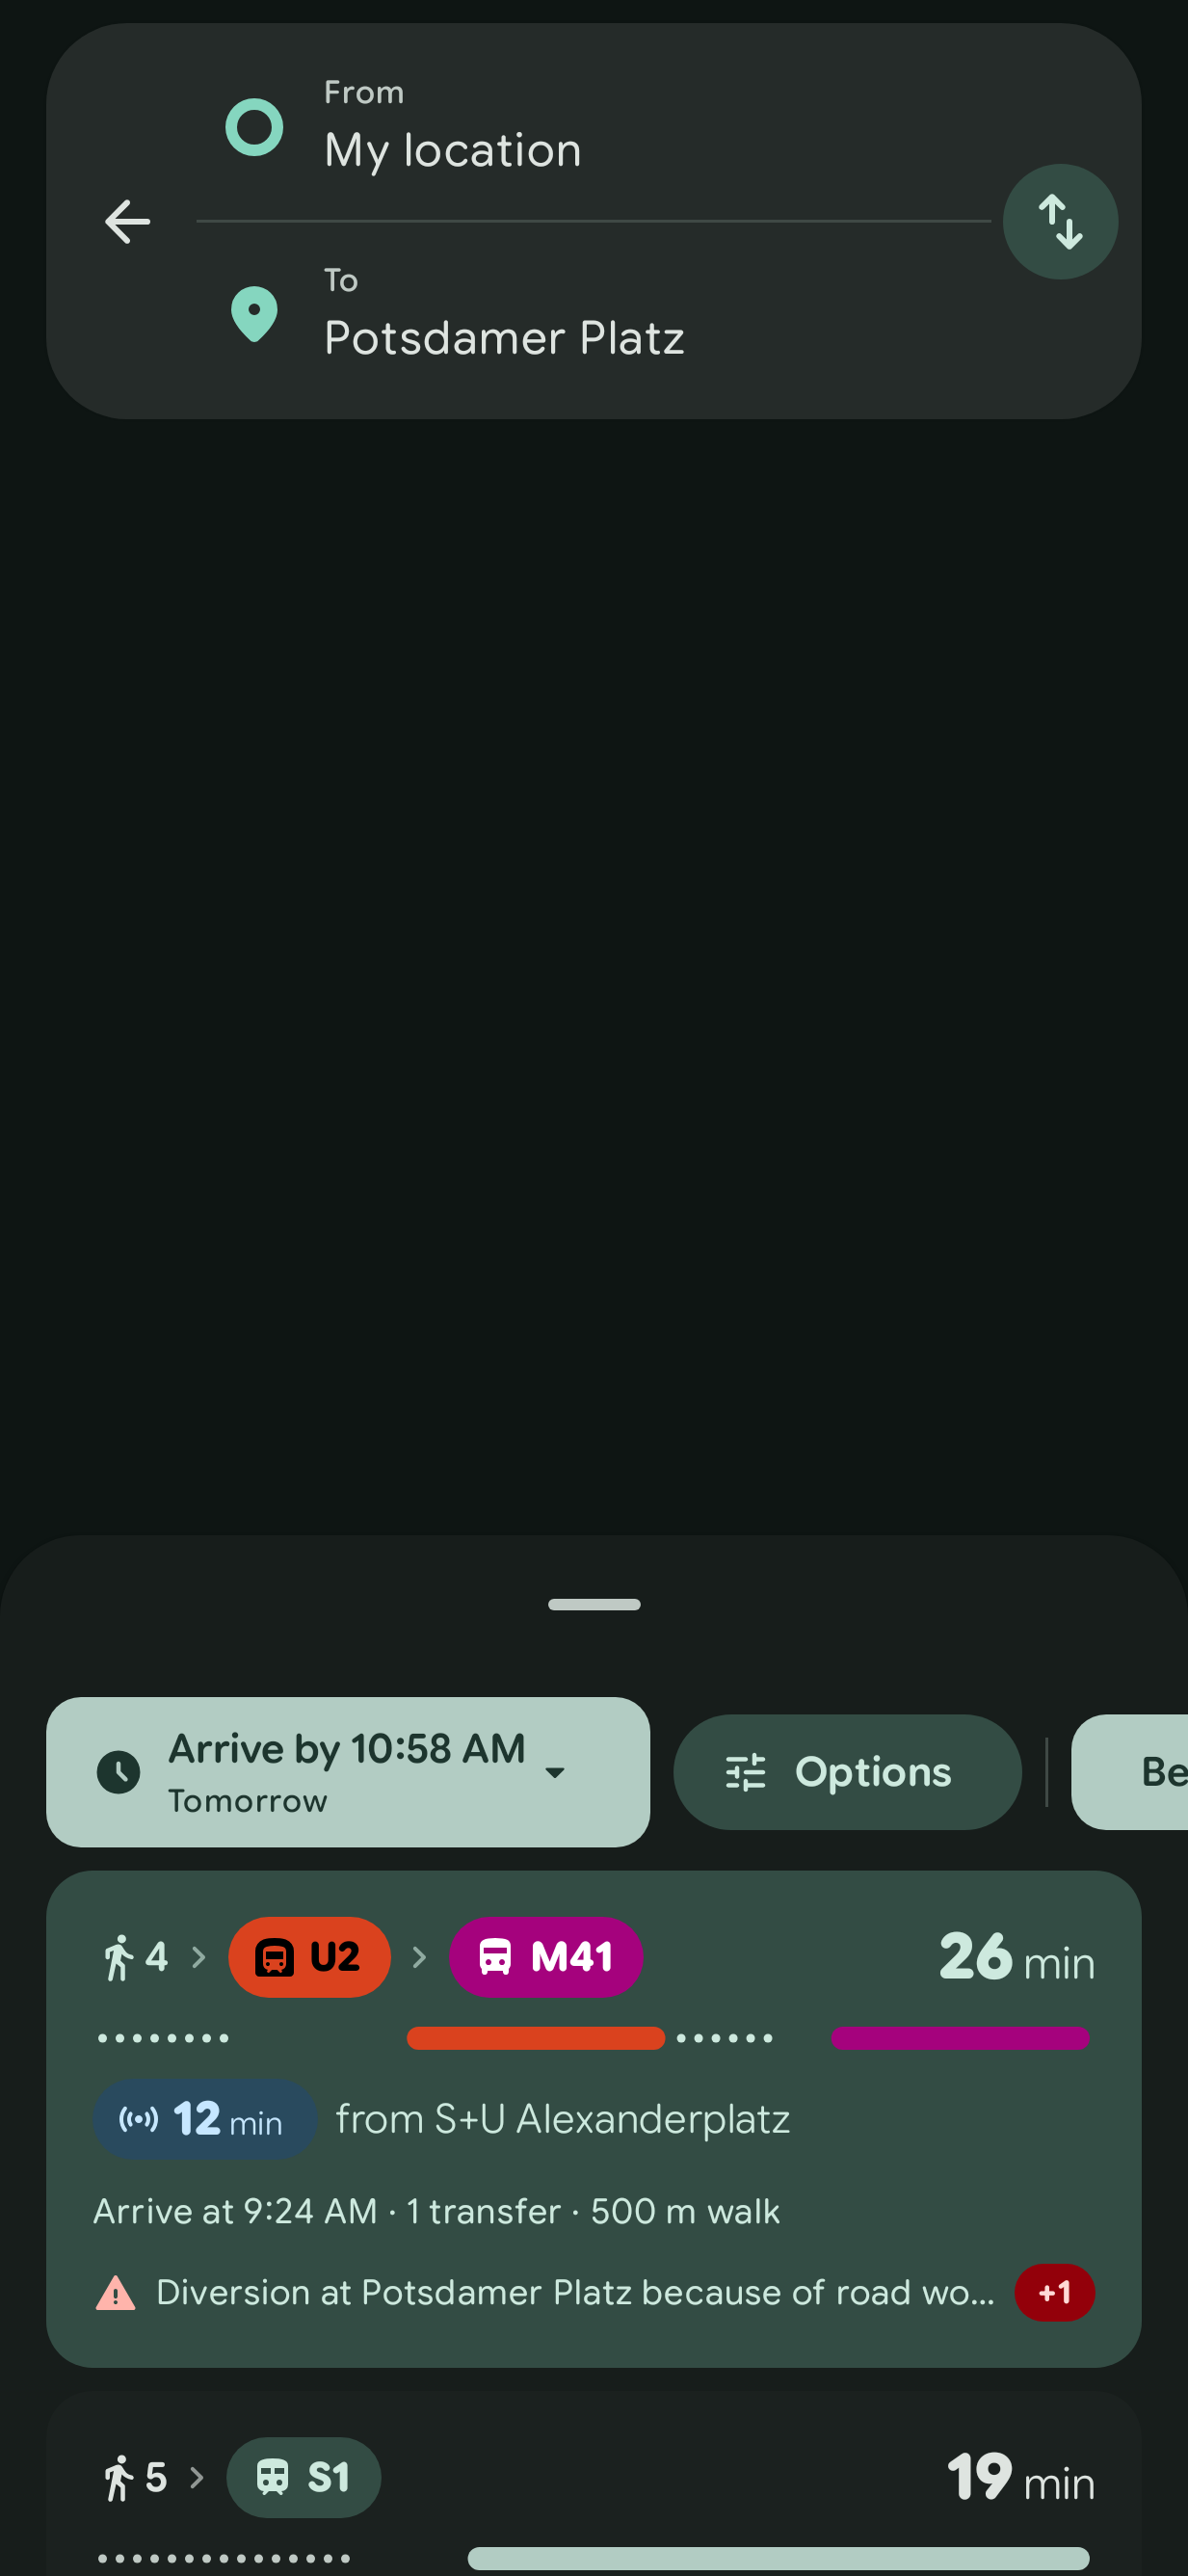 From
My location
To
Potsdamer Platz
Arrive by 10:58 AM
Tomorrow
Options
Be
4 U2 M41 26 min
12 min from S+U Alexanderplatz
Arrive at 9:24 AM · 1 transfer · 500 m walk
Diversion at Potsdamer Platz because of road wo... +1
5 S1 19 min